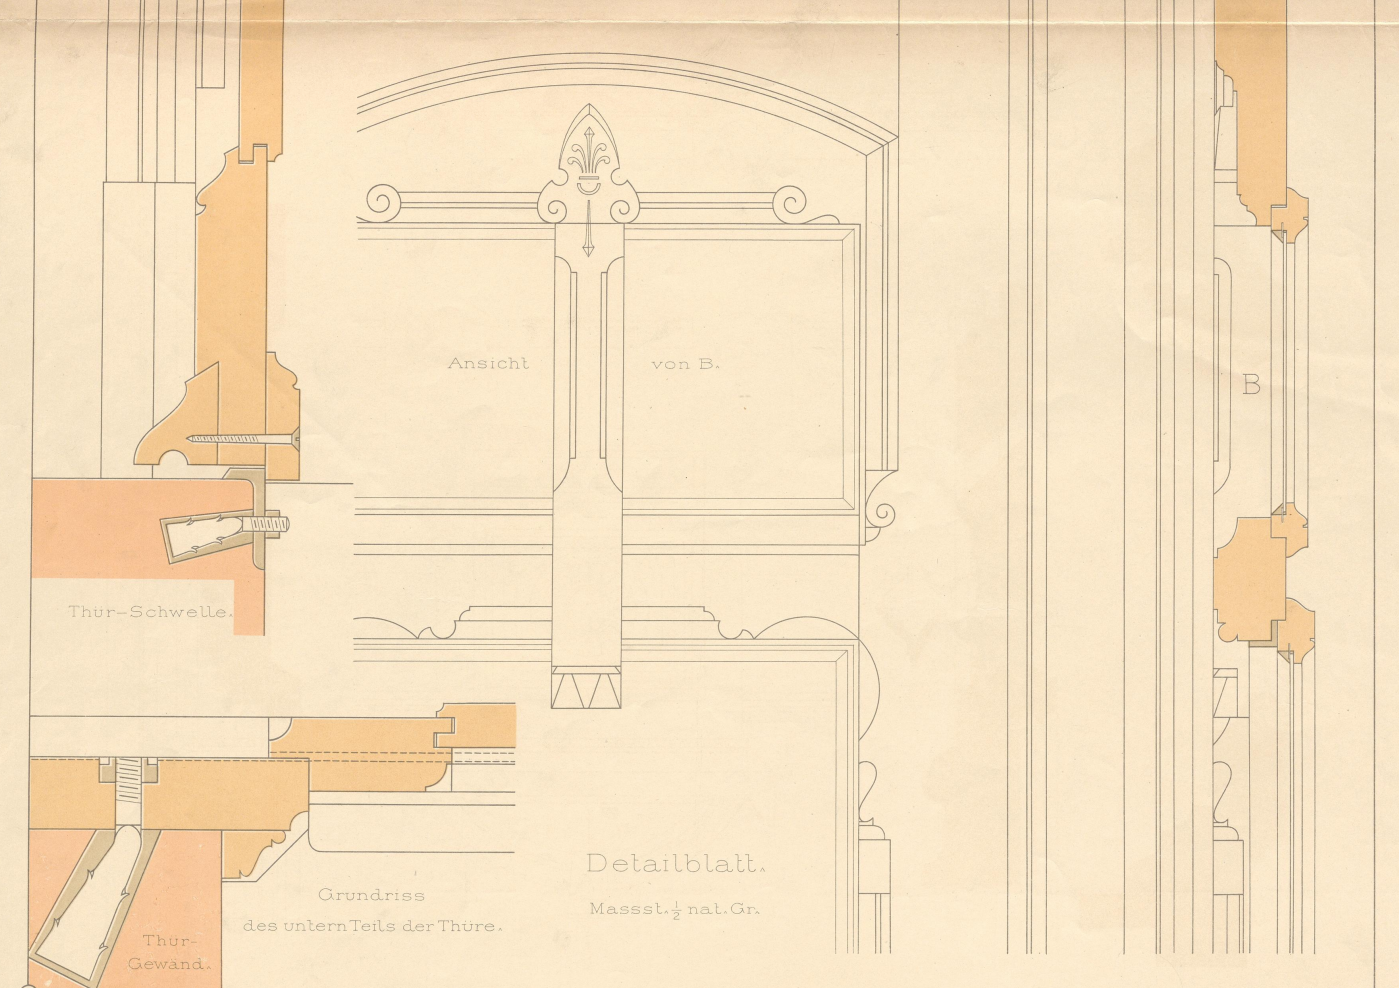 Ansicht von B.
B
Thür-Schwelle.
Detailblatt.
Massst. ½ nat. Gr.
Grundriss
des untern Teils der Thüre.
Thür-
Gewänd.